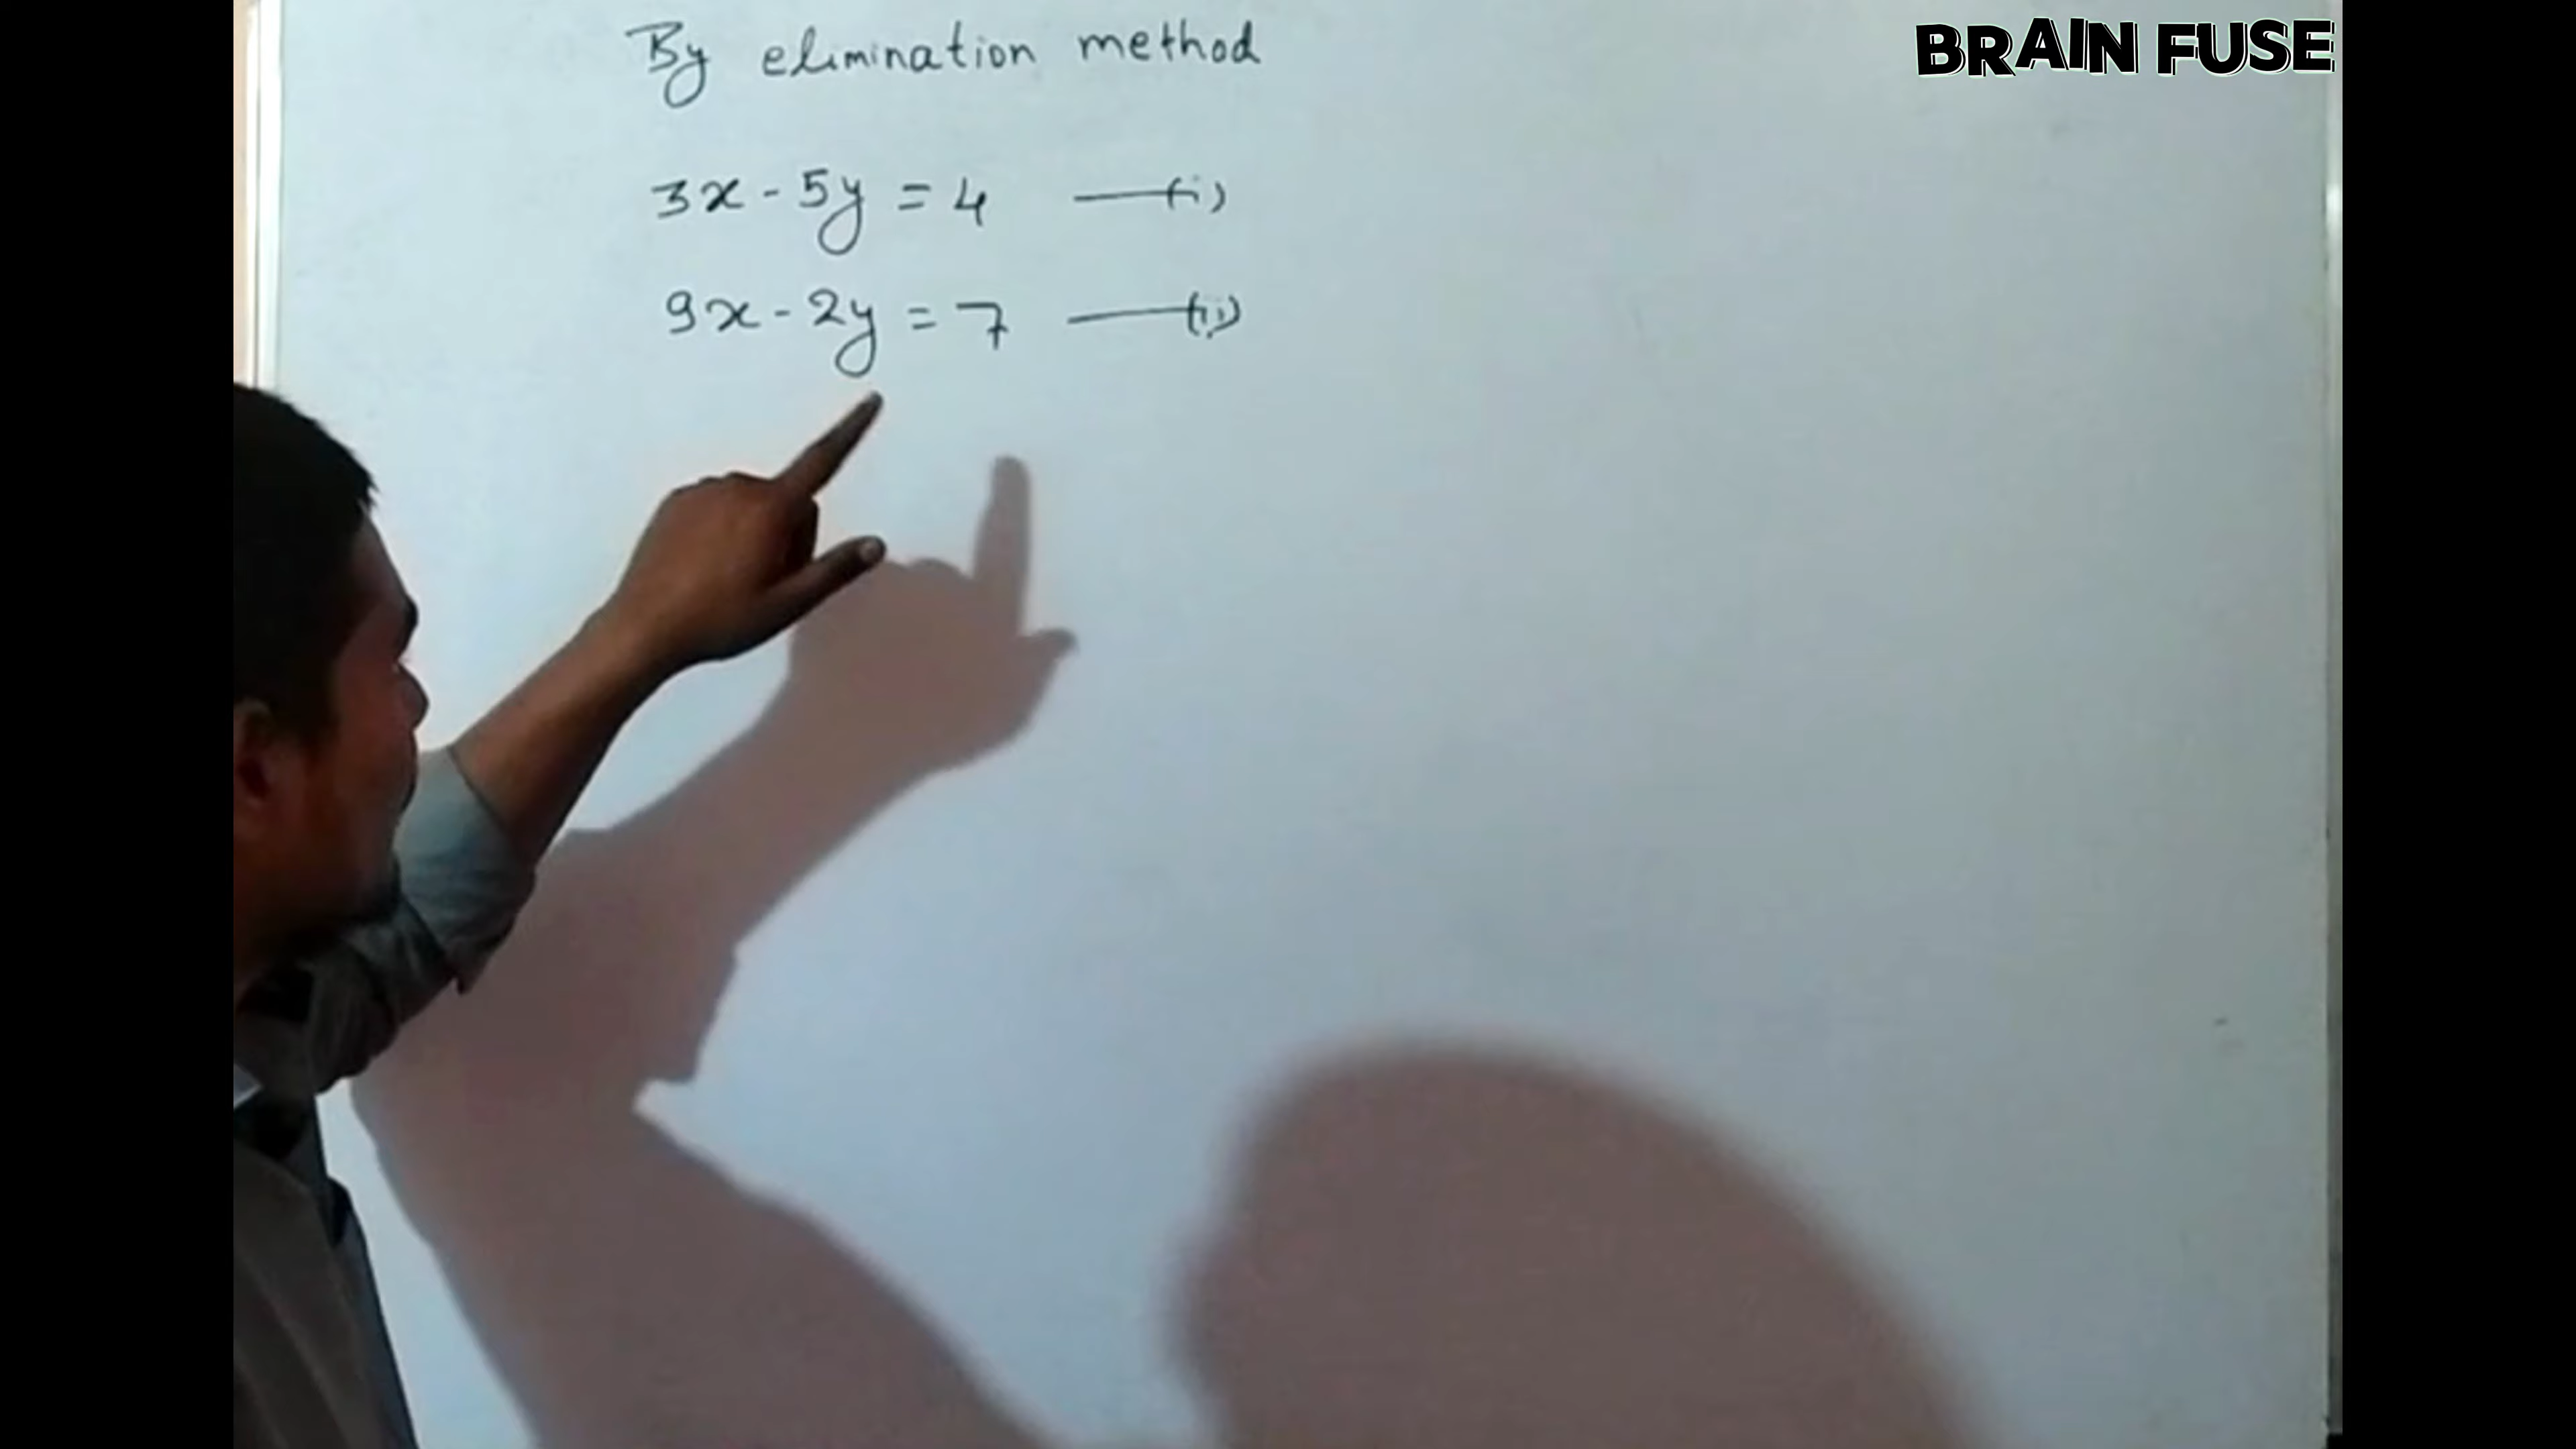 BRAIN FUSE
By elimination method
3x - 5y = 4 —(i)
9x - 2y = 7 —(ii)